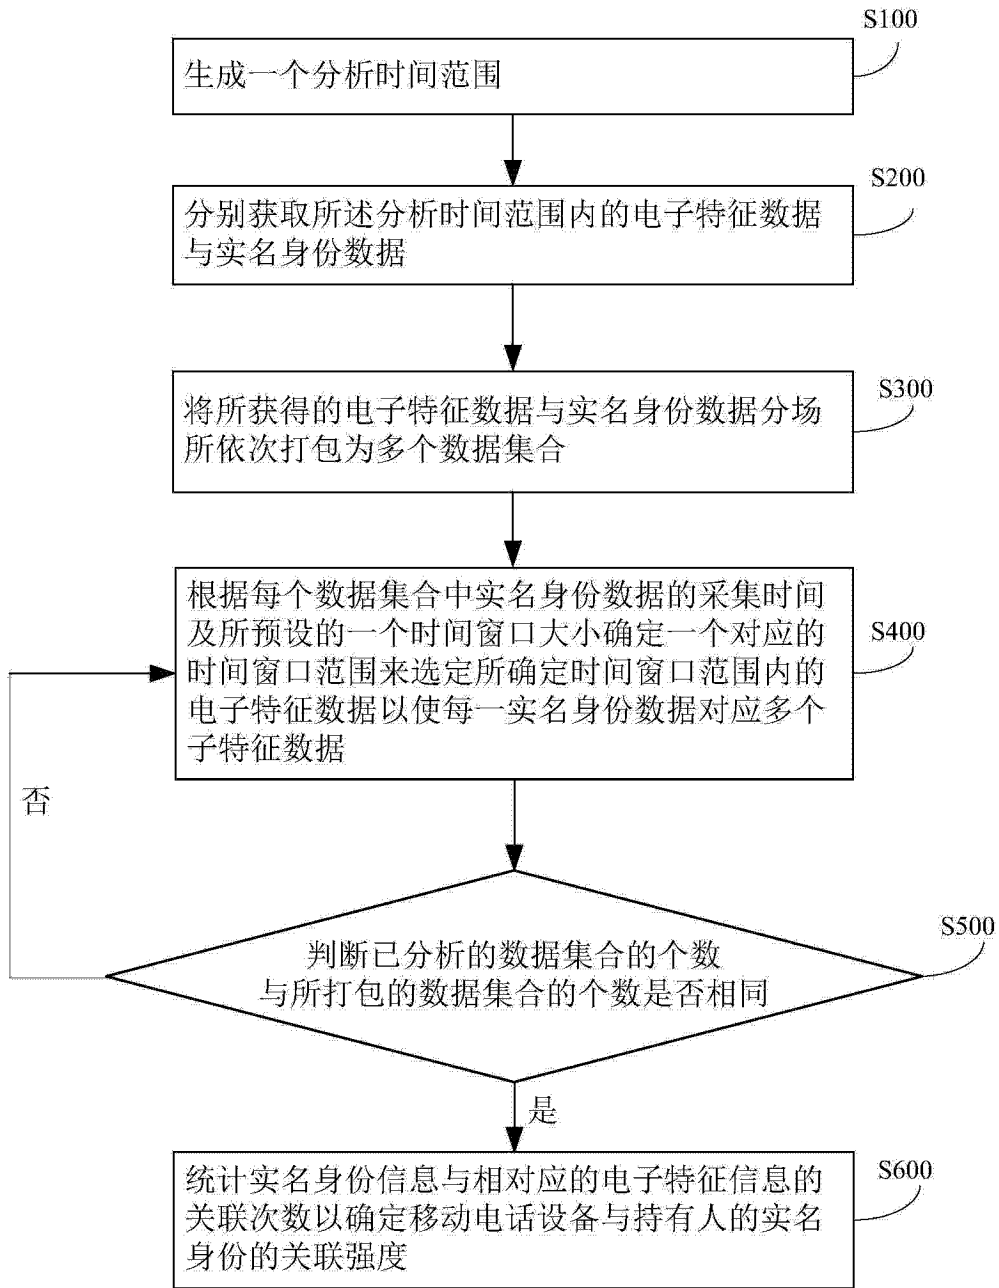 S100
生成一个分析时间范围
S200
分别获取所述分析时间范围内的电子特征数据
与实名身份数据
S300
将所获得的电子特征数据与实名身份数据分场
所依次打包为多个数据集合
根据每个数据集合中实名身份数据的采集时间
及所预设的一个时间窗口大小确定一个对应的
时间窗口范围来选定所确定时间窗口范围内的
电子特征数据以使每一实名身份数据对应多个
子特征数据
S400
否
判断已分析的数据集合的个数
与所打包的数据集合的个数是否相同
S500
是
统计实名身份信息与相对应的电子特征信息的
关联次数以确定移动电话设备与持有人的实名
身份的关联强度
S600